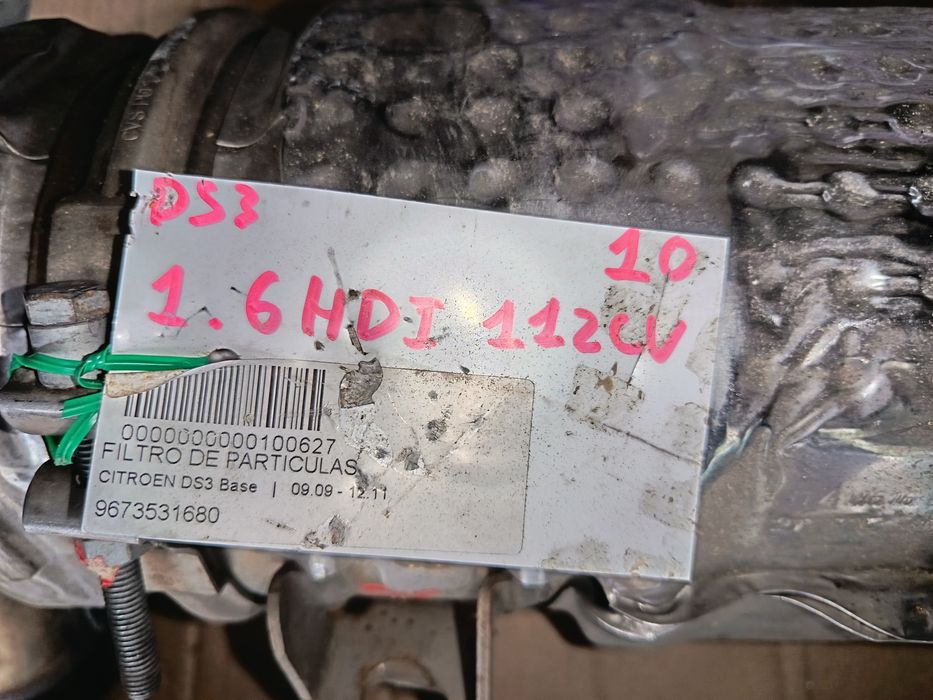 DS3
10
1.6HDI 112CV
0000000000100627
FILTRO DE PARTICULAS
CITROEN DS3 Base | 09.09 - 12.11
9673531680